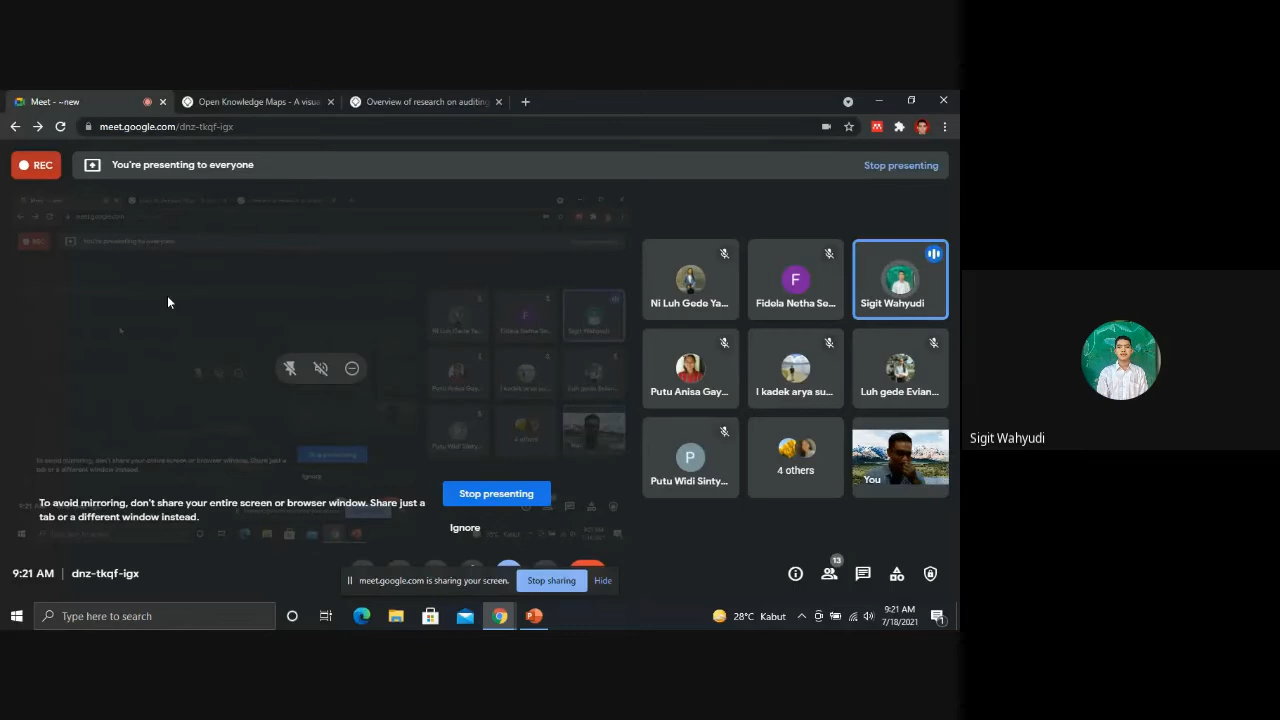 Meet - ~new
Open Knowledge Maps - A visua
Overview of research on auditing
meet.google.com/dnz-tkqf-igx
REC
You're presenting to everyone
Stop presenting
Ni Luh Gede Ya...
Fidela Netha Se...
Sigit Wahyudi
Putu Anisa Gay...
I kadek arya su...
Luh gede Evian...
Putu Widi Sinty...
P
F
4 others
You
Sigit Wahyudi
To avoid mirroring, don't share your entire screen or browser window. Share just a
tab or a different window instead.
Stop presenting
Ignore
9:21 AM | dnz-tkqf-igx
13
meet.google.com is sharing your screen.
Stop sharing
Hide
Type here to search
28°C Kabut
9:21 AM
7/18/2021
1